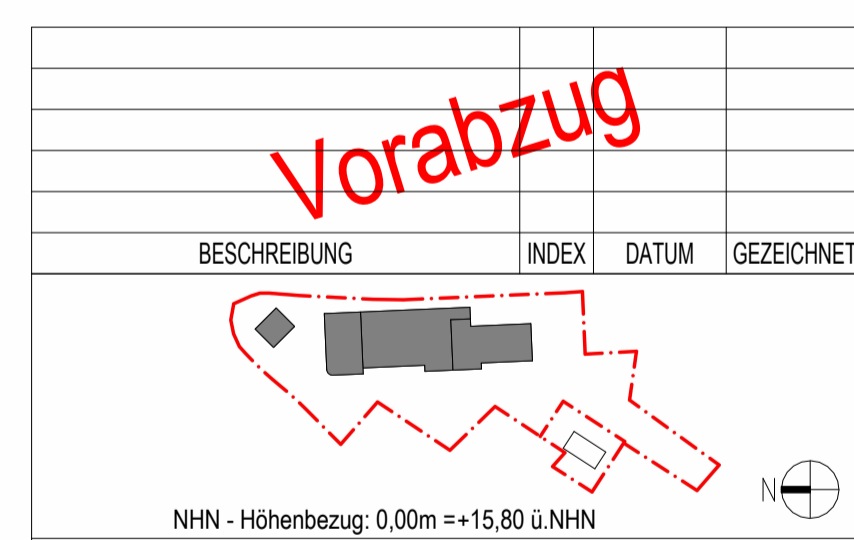 Vorabzug
BESCHREIBUNG INDEX DATUM GEZEICHNET
N
NHN - Höhenbezug: 0,00m =+15,80 ü.NHN